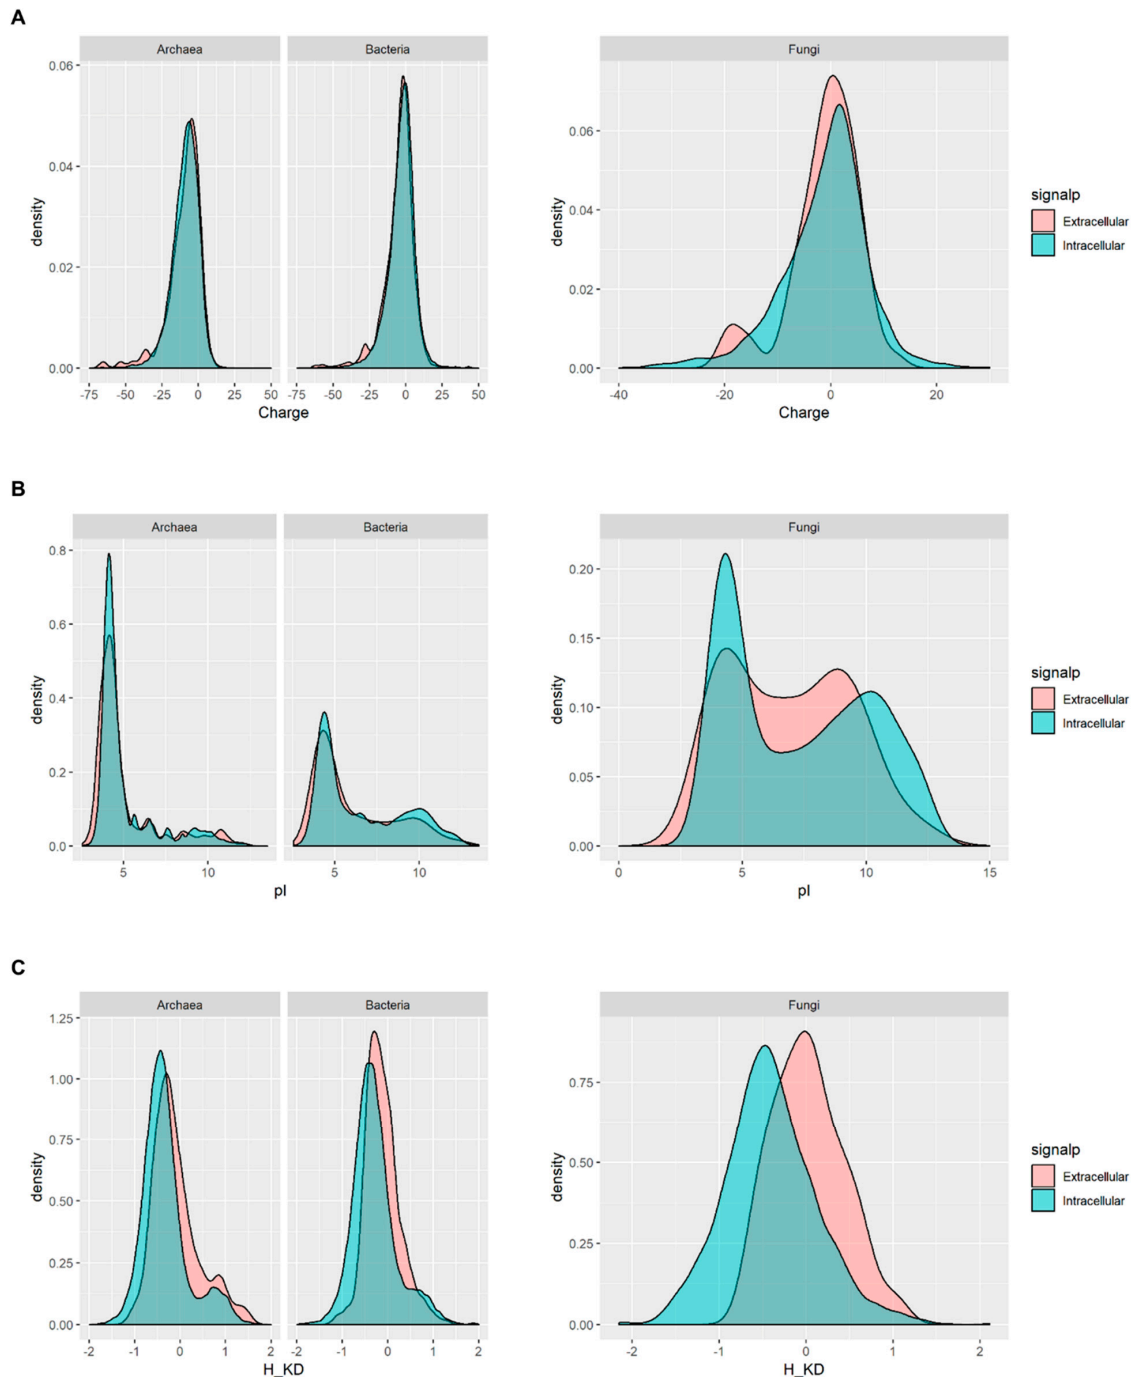 A
Archaea
Bacteria
Fungi
0.06
0.04
0.02
0.00
density
-75 -50 -25 0 25 50
-75 -50 -25 0 25 50
Charge
0.06
0.04
0.02
0.00
density
-40 -20 0 20
Charge
signalp
Extracellular
Intracellular
B
Archaea
Bacteria
Fungi
0.8
0.6
0.4
0.2
0.0
density
5 10
5 10
pI
0.20
0.15
0.10
0.05
0.00
density
0 5 10 15
pI
signalp
Extracellular
Intracellular
C
Archaea
Bacteria
Fungi
1.25
1.00
0.75
0.50
0.25
0.00
density
-2 -1 0 1 2
-2 -1 0 1 2
H_KD
0.75
0.50
0.25
0.00
density
-2 -1 0 1 2
H_KD
signalp
Extracellular
Intracellular